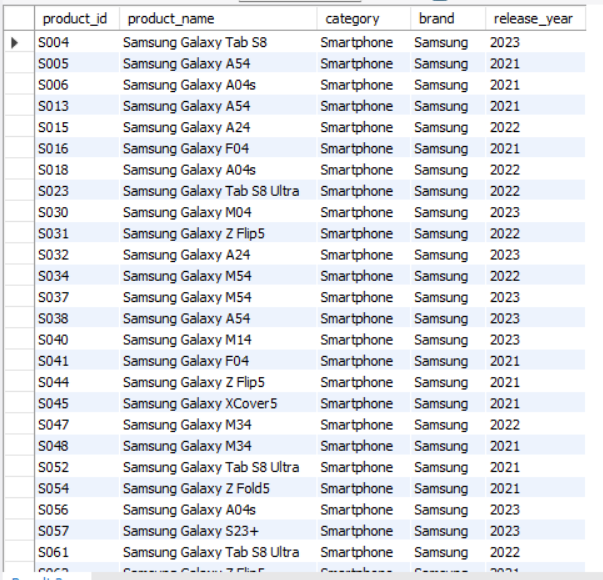 product_id product_name category brand release_year
S004 Samsung Galaxy Tab S8 Smartphone Samsung 2023
S005 Samsung Galaxy A54 Smartphone Samsung 2021
S006 Samsung Galaxy A04s Smartphone Samsung 2021
S013 Samsung Galaxy A54 Smartphone Samsung 2021
S015 Samsung Galaxy A24 Smartphone Samsung 2022
S016 Samsung Galaxy F04 Smartphone Samsung 2021
S018 Samsung Galaxy A04s Smartphone Samsung 2022
S023 Samsung Galaxy Tab S8 Ultra Smartphone Samsung 2022
S030 Samsung Galaxy M04 Smartphone Samsung 2023
S031 Samsung Galaxy Z Flip5 Smartphone Samsung 2022
S032 Samsung Galaxy A24 Smartphone Samsung 2023
S034 Samsung Galaxy M54 Smartphone Samsung 2022
S037 Samsung Galaxy M54 Smartphone Samsung 2023
S038 Samsung Galaxy A54 Smartphone Samsung 2023
S040 Samsung Galaxy M14 Smartphone Samsung 2023
S041 Samsung Galaxy F04 Smartphone Samsung 2021
S044 Samsung Galaxy Z Flip5 Smartphone Samsung 2021
S045 Samsung Galaxy XCover5 Smartphone Samsung 2021
S047 Samsung Galaxy M34 Smartphone Samsung 2022
S048 Samsung Galaxy M34 Smartphone Samsung 2021
S052 Samsung Galaxy Tab S8 Ultra Smartphone Samsung 2021
S054 Samsung Galaxy Z Fold5 Smartphone Samsung 2021
S056 Samsung Galaxy A04s Smartphone Samsung 2023
S057 Samsung Galaxy S23+ Smartphone Samsung 2023
S061 Samsung Galaxy Tab S8 Ultra Smartphone Samsung 2022
Samsung Galaxy Z Smartphone Samsung 2021